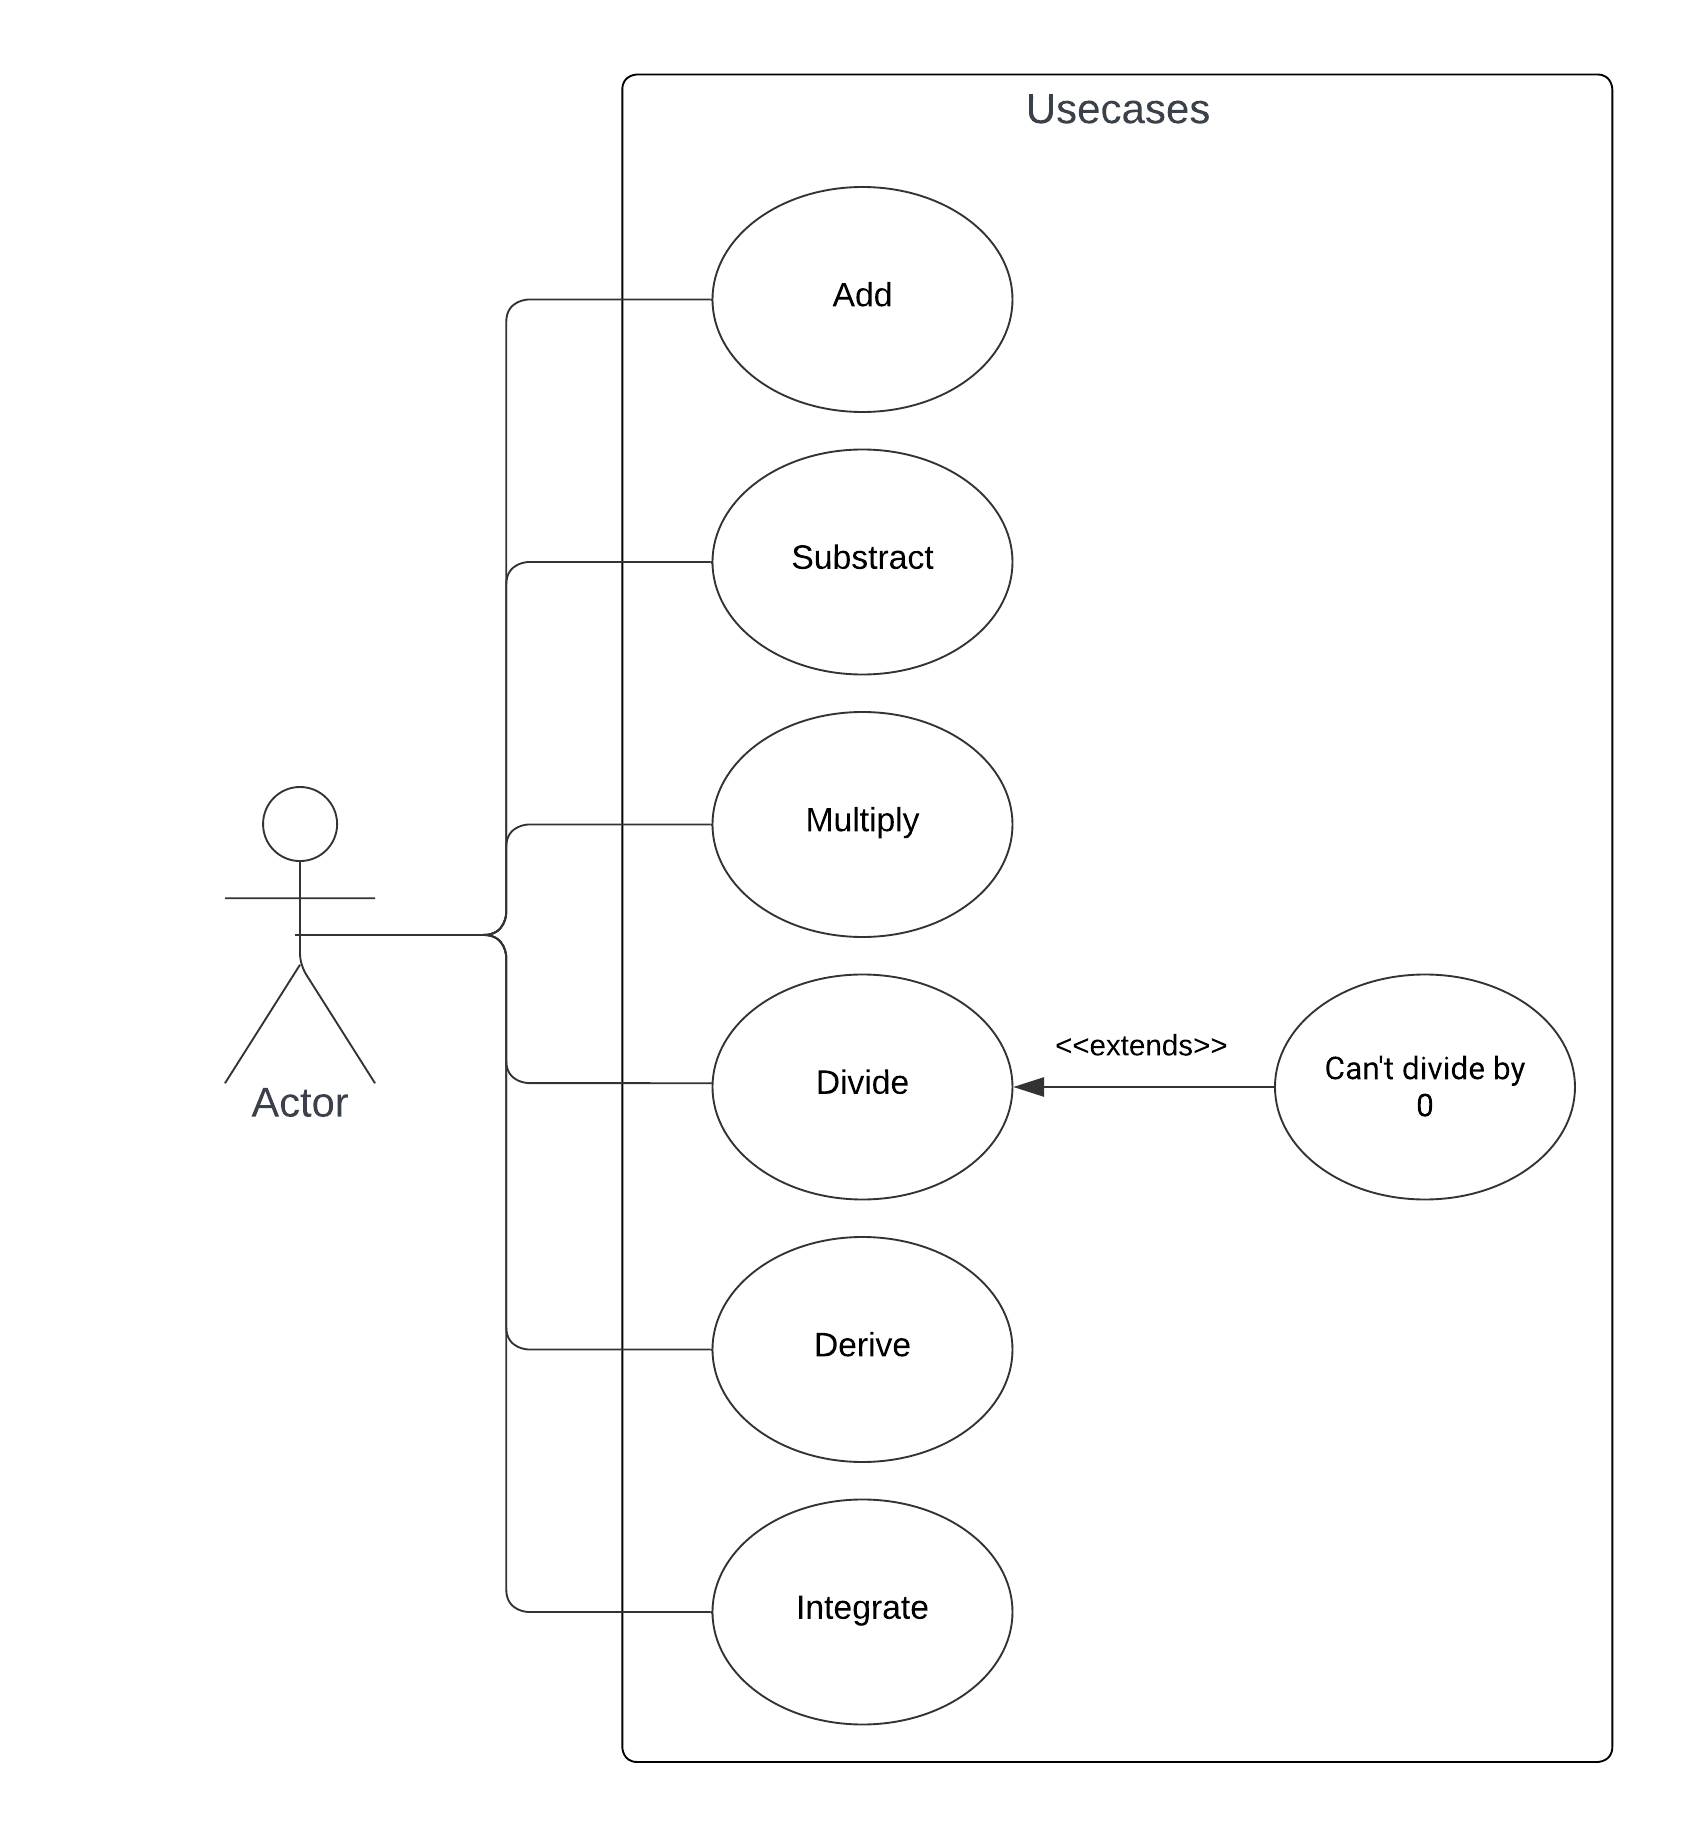 Usecases
Add
Substract
Multiply
Actor
Divide
<<extends>>
Can't divide by
0
Derive
Integrate